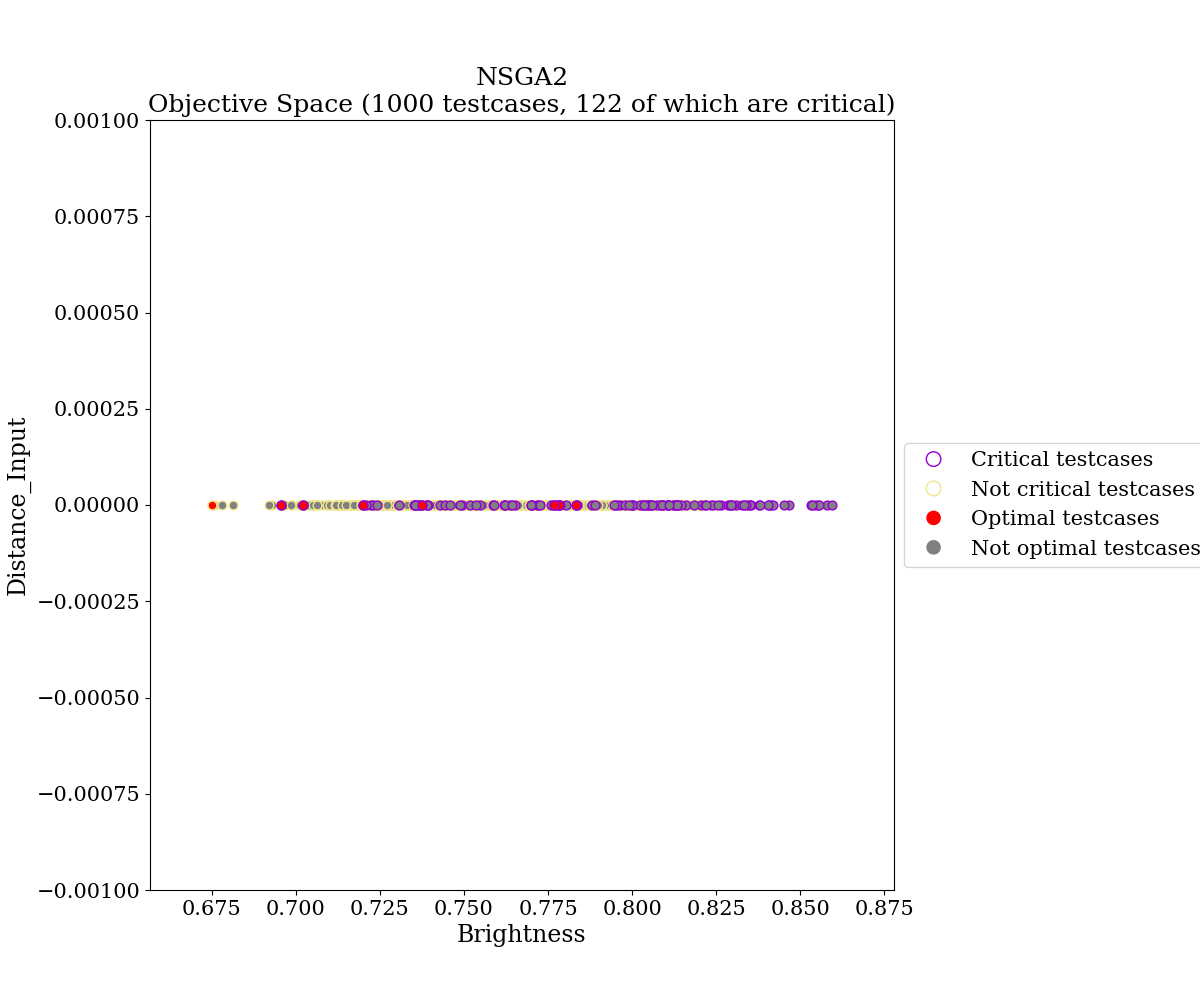 NSGA2
Objective Space (1000 testcases, 122 of which are critical)
0.00100
0.00075
0.00050
0.00025
0.00000
−0.00025
−0.00050
−0.00075
−0.00100
Distance_Input
0.675 0.700 0.725 0.750 0.775 0.800 0.825 0.850 0.875
Brightness
Critical testcases
Not critical testcases
Optimal testcases
Not optimal testcases